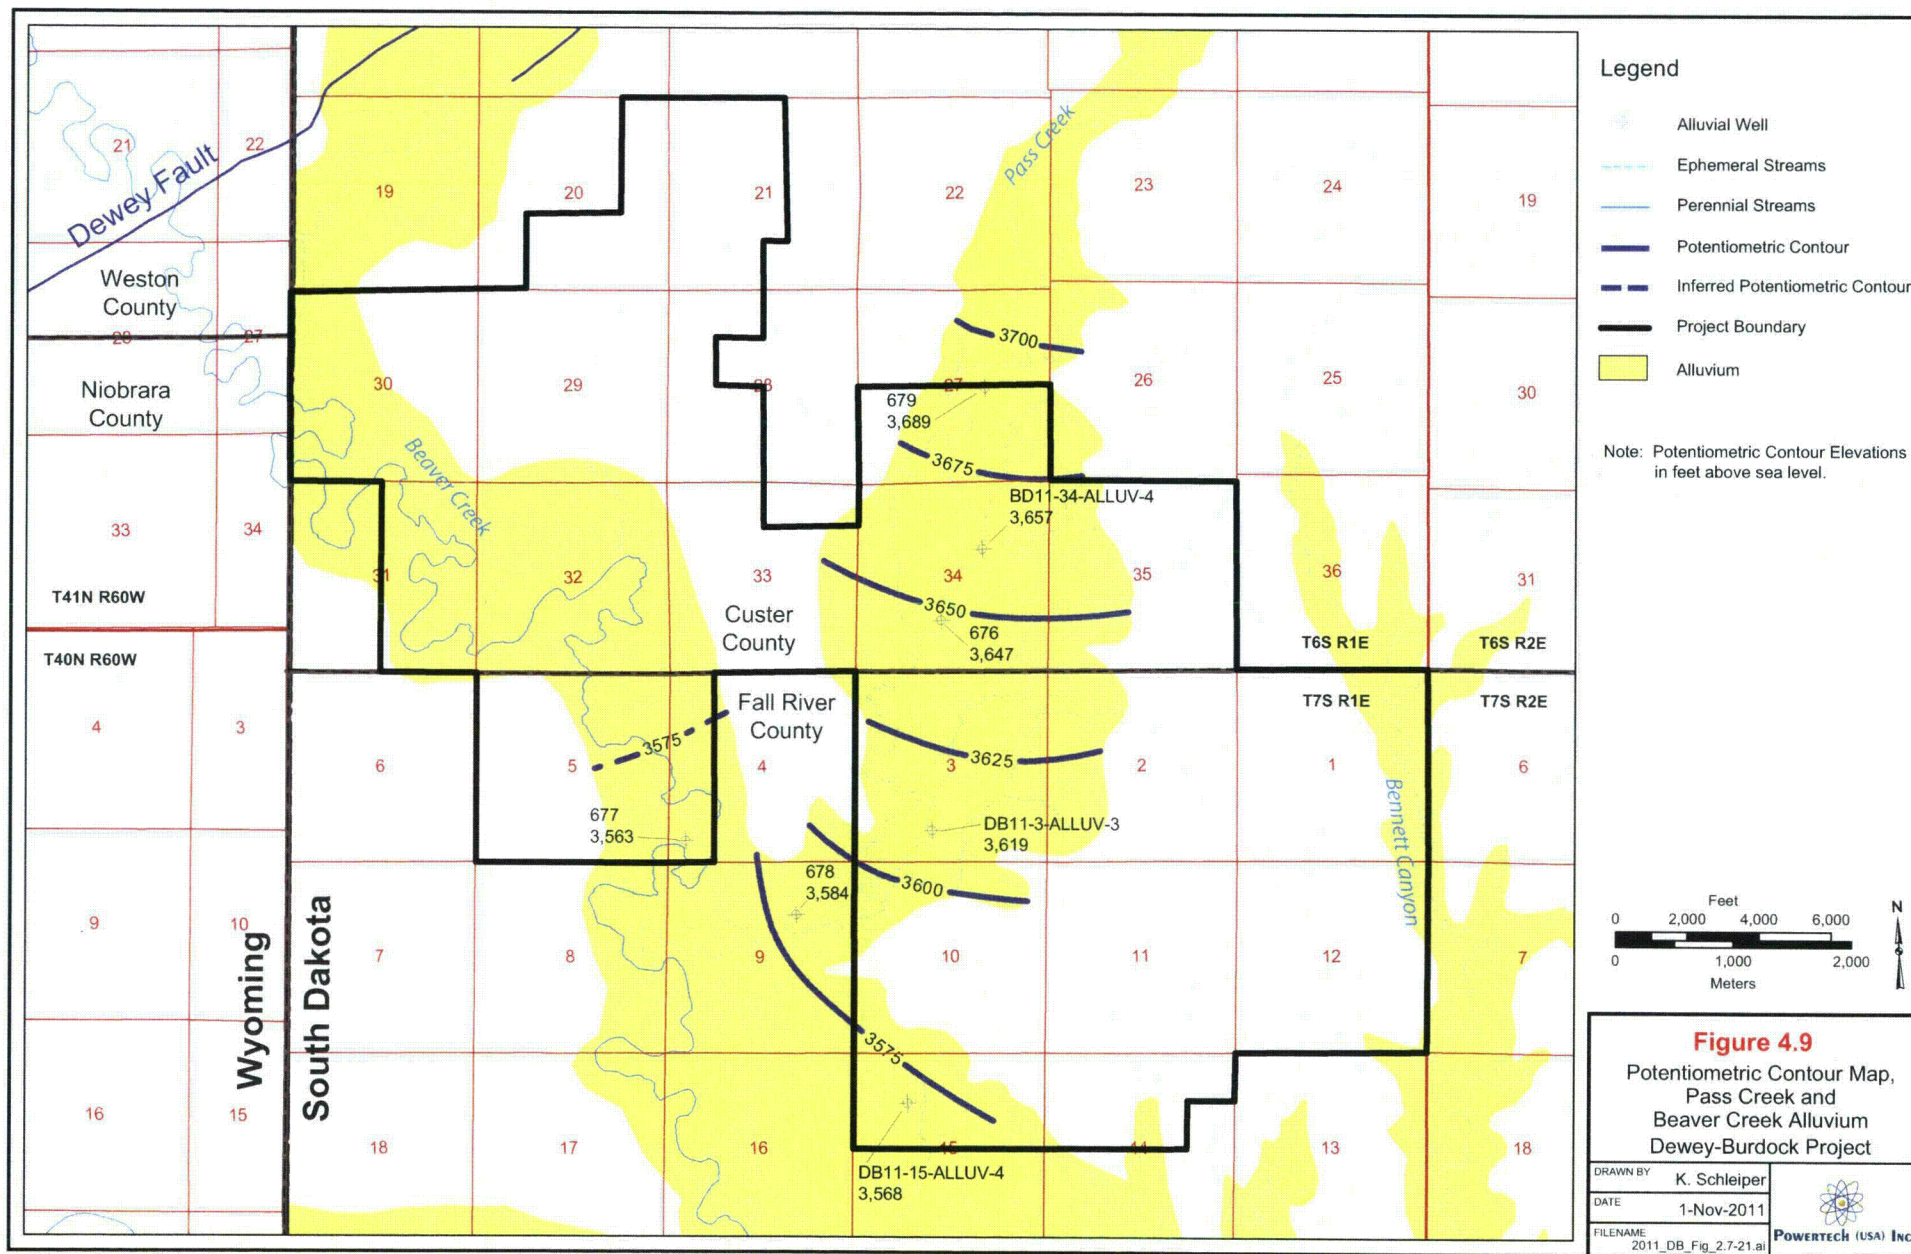 Legend
Alluvial Well
Ephemeral Streams
Perennial Streams
Potentiometric Contour
Inferred Potentiometric Contour
Project Boundary
Alluvium
Note: Potentiometric Contour Elevations
in feet above sea level.
Feet
0 2,000 4,000 6,000
0 1,000 2,000
Meters
N
Figure 4.9
Potentiometric Contour Map,
Pass Creek and
Beaver Creek Alluvium
Dewey-Burdock Project
DRAWN BY
K. Schleiper
DATE
1-Nov-2011
FILENAME
2011_DB_Fig_2.7-21.ai
POWERTECH (USA) INC
21
22
19
20
21
22
23
24
19
Dewey Fault
Pass Creek
Weston
County
28
27
Niobrara
County
30
29
28
27
26
25
30
3700
679
3,689
3675
Beaver Creek
BD11-34-ALLUV-4
3,657
33
34
31
32
33
34
35
36
31
T41N R60W
Custer
County
3650
676
3,647
T6S R1E
T6S R2E
T40N R60W
Fall River
County
T7S R1E
T7S R2E
4
3
6
5
4
3
2
1
6
3575
3625
677
3,563
DB11-3-ALLUV-3
3,619
Bennett Canyon
678
3,584
3600
9
10
7
8
9
10
11
12
7
Wyoming
South Dakota
3575
16
15
18
17
16
15
14
13
18
DB11-15-ALLUV-4
3,568